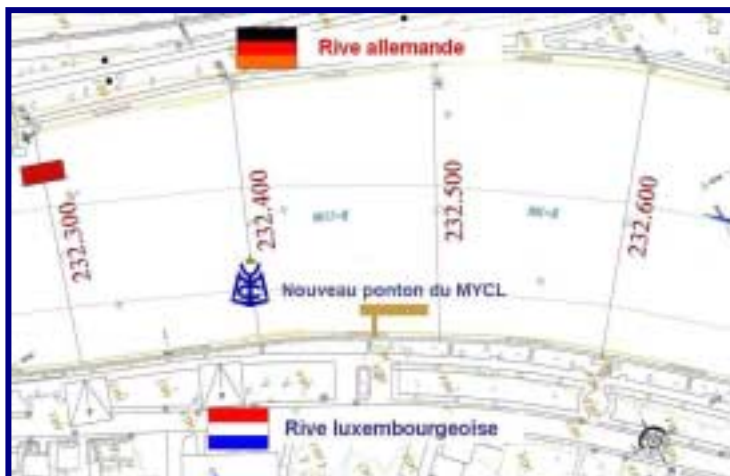 Rive allemande
232.300
232.400
232.500
232.600
Nouveau ponton du MYCL
Rive luxembourgeoise